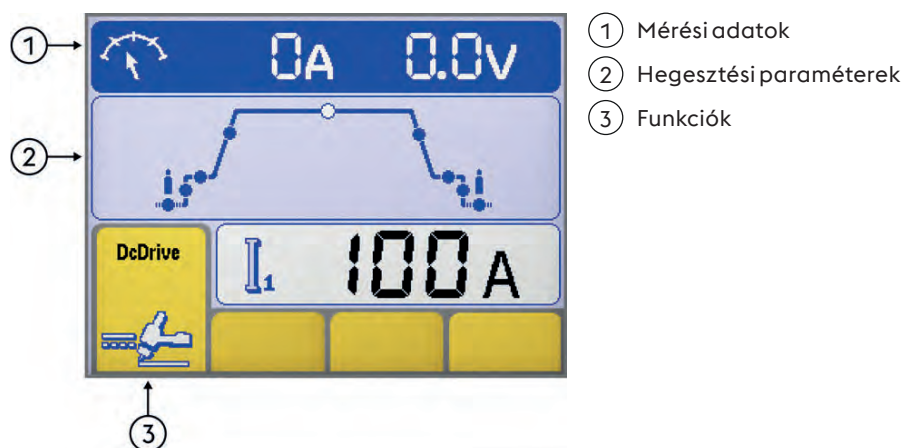 1
0A 0.0V
2
DcDrive
I1 100A
3
1 Mérési adatok
2 Hegesztési paraméterek
3 Funkciók